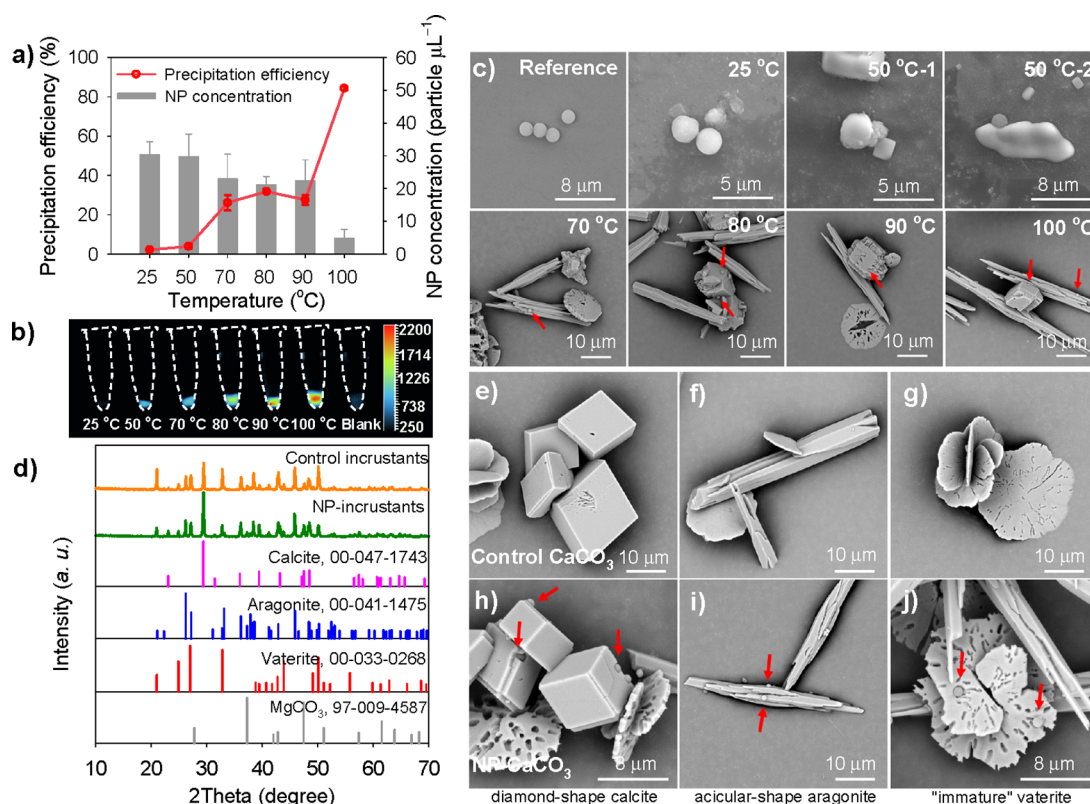 a)
Precipitation efficiency (%)
100
80
60
40
20
0
Precipitation efficiency
NP concentration
60
50
40
30
20
10
0
NP concentration (particle μL⁻¹)
25 50 70 80 90 100
Temperature (°C)
b)
25 °C 50 °C 70 °C 80 °C 90 °C 100 °C Blank
2200
1714
1226
738
250
c)
Reference
8 μm
25 °C
5 μm
50 °C-1
5 μm
50 °C-2
8 μm
70 °C
10 μm
80 °C
10 μm
90 °C
10 μm
100 °C
10 μm
d)
Intensity (a. u.)
Control incrustants
NP-incrustants
Calcite, 00-047-1743
Aragonite, 00-041-1475
Vaterite, 00-033-0268
MgCO₃, 97-009-4587
10 20 30 40 50 60 70
2Theta (degree)
e)
Control CaCO₃
10 μm
f)
10 μm
g)
10 μm
h)
NP-CaCO₃
8 μm
i)
10 μm
j)
8 μm
diamond-shape calcite
acicular-shape aragonite
"immature" vaterite